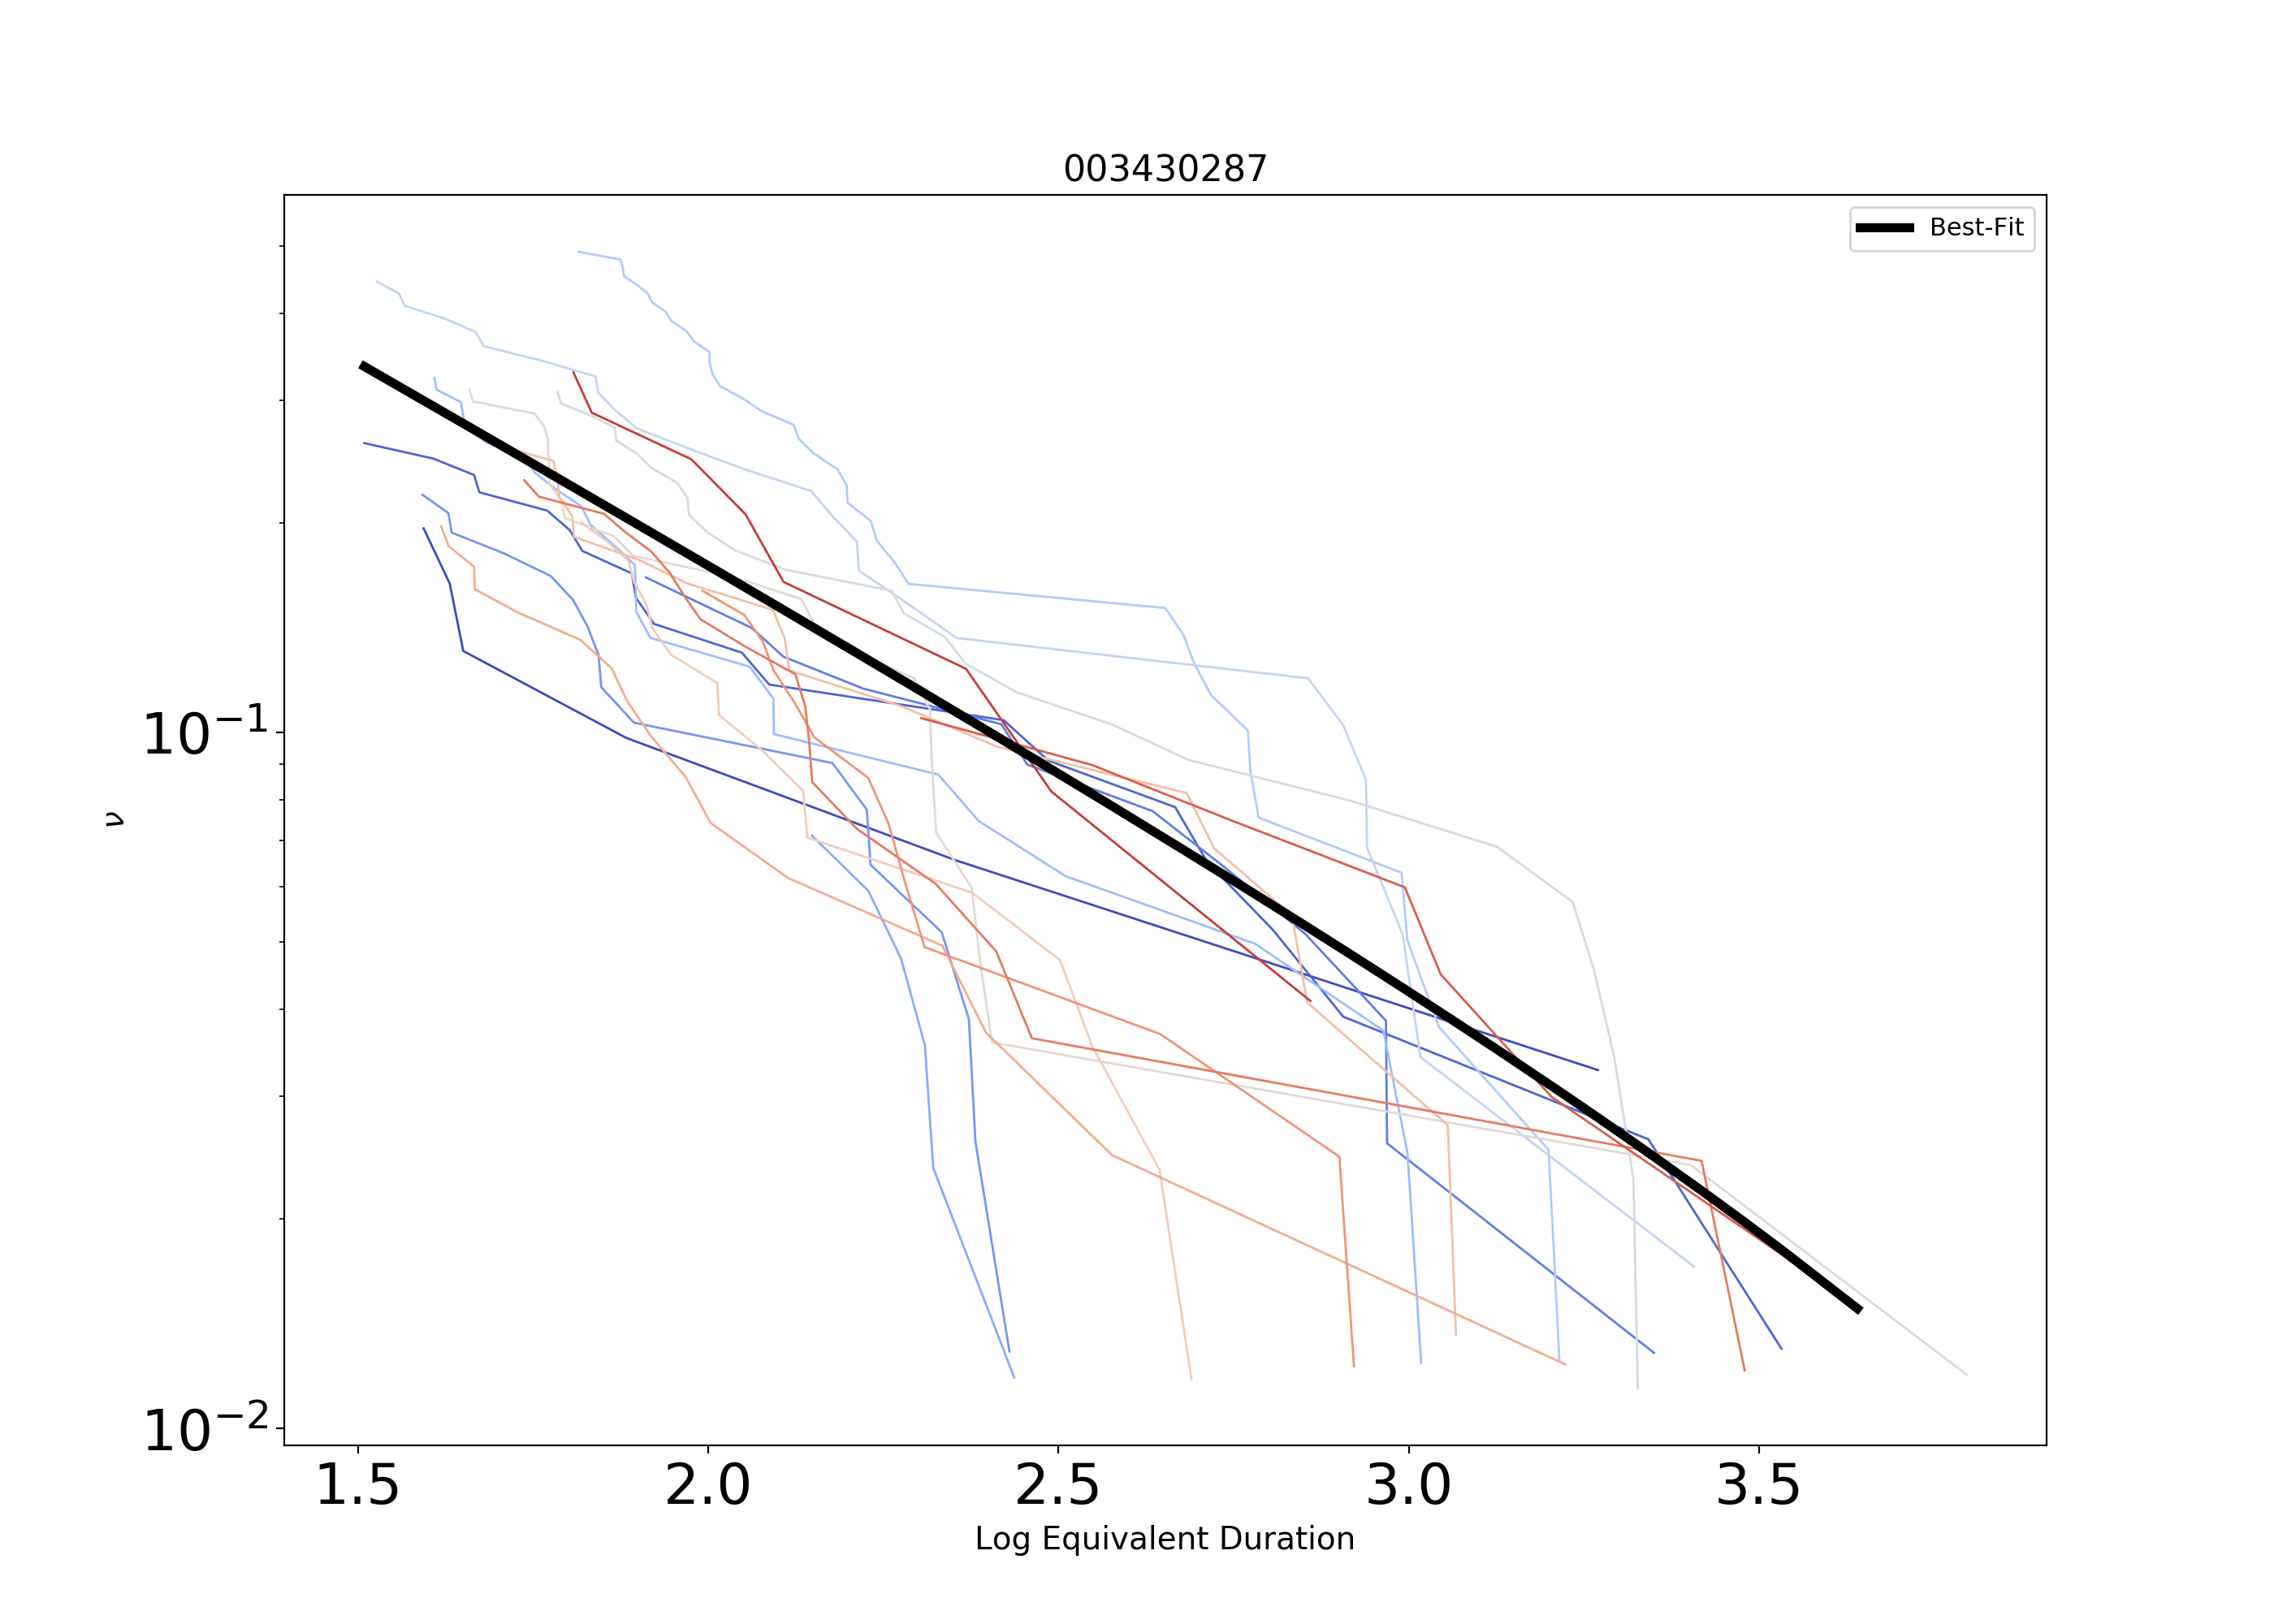 003430287
Best-Fit
10⁻¹
ν
10⁻²
1.5 2.0 2.5 3.0 3.5
Log Equivalent Duration